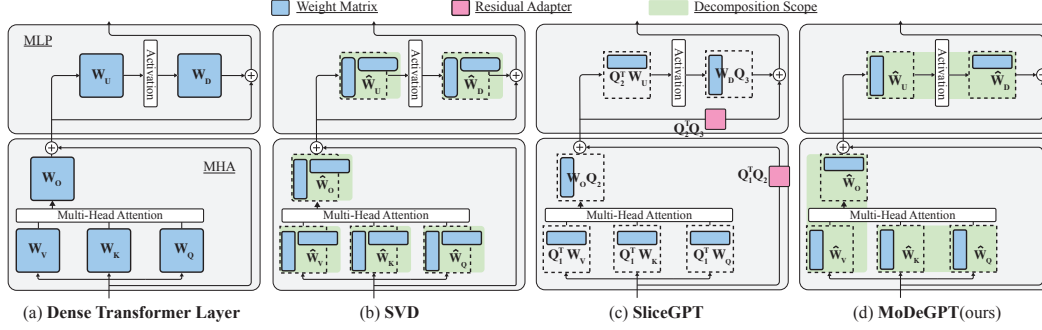 Weight Matrix Residual Adapter Decomposition Scope
MLP
W_U Activation W_D
MHA
W_O
Multi-Head Attention
W_V W_K W_Q
(a) Dense Transformer Layer
Ŵ_U Activation Ŵ_D
Ŵ_O
Multi-Head Attention
Ŵ_V Ŵ_K Ŵ_Q
(b) SVD
Q_2^T W_U Activation W_D Q_3
Q_2^T Q_3
W_O Q_2
Q_1^T Q_2
Multi-Head Attention
Q_1^T W_V Q_1^T W_K Q_1^T W_Q
(c) SliceGPT
Ŵ_U Activation Ŵ_D
Ŵ_O
Multi-Head Attention
Ŵ_V Ŵ_K Ŵ_Q
(d) MoDeGPT(ours)